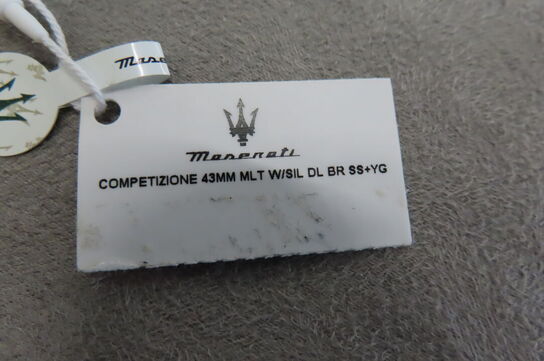 Maserati
COMPETIZIONE 43MM MLT W/SIL DL BR SS+YG